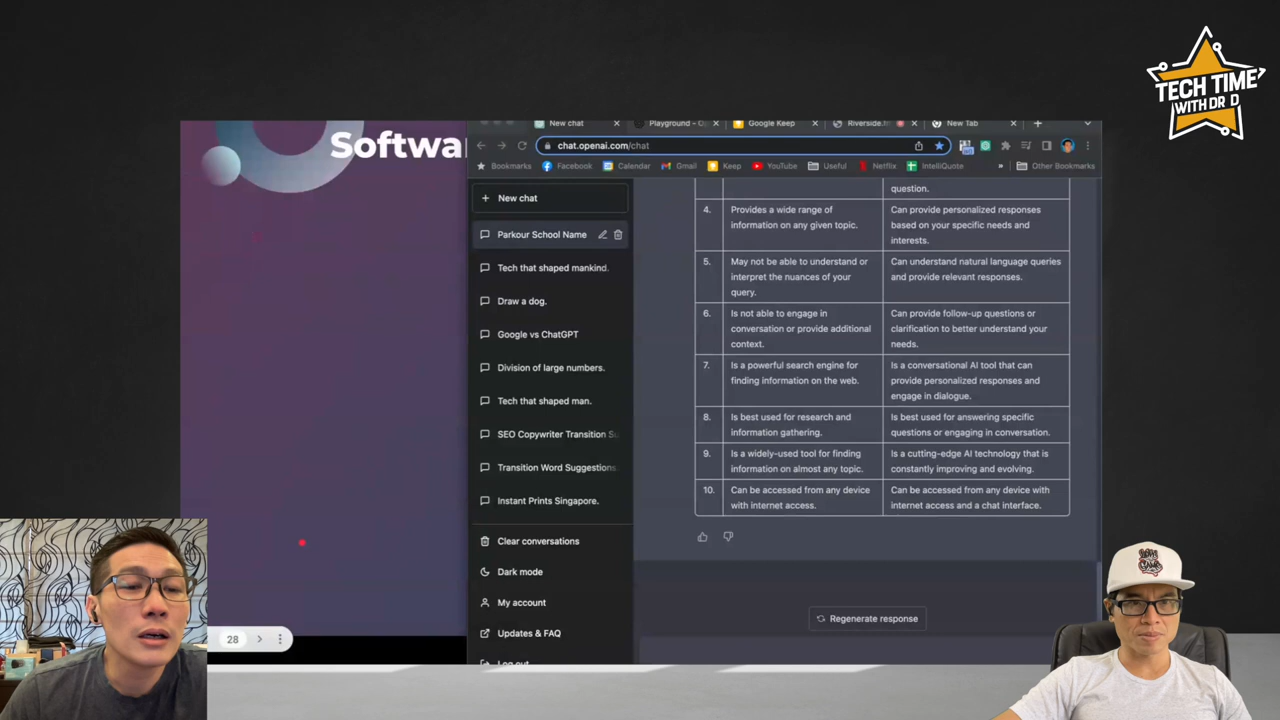 TECH TIME
WITH DR D
Softwa
New chat
Playground - O
Google Keep
Riverside.f
New Tab
chat.openai.com/chat
Bookmarks
Facebook
Calendar
Gmail
Keep
YouTube
Useful
Netflix
IntelliQuote
»
Other Bookmarks
+ New chat
Parkour School Name
Tech that shaped mankind.
Draw a dog.
Google vs ChatGPT
Division of large numbers.
Tech that shaped man.
SEO Copywriter Transition Su
Transition Word Suggestions.
Instant Prints Singapore.
Clear conversations
Dark mode
My account
Updates & FAQ
Log out
question.
4.
Provides a wide range of
information on any given topic.
Can provide personalized responses
based on your specific needs and
interests.
5.
May not be able to understand or
interpret the nuances of your
query.
Can understand natural language queries
and provide relevant responses.
6.
Is not able to engage in
conversation or provide additional
context.
Can provide follow-up questions or
clarification to better understand your
needs.
7.
Is a powerful search engine for
finding information on the web.
Is a conversational AI tool that can
provide personalized responses and
engage in dialogue.
8.
Is best used for research and
information gathering.
Is best used for answering specific
questions or engaging in conversation.
9.
Is a widely-used tool for finding
information on almost any topic.
Is a cutting-edge AI technology that is
constantly improving and evolving.
10.
Can be accessed from any device
with internet access.
Can be accessed from any device with
internet access and a chat interface.
Regenerate response
28